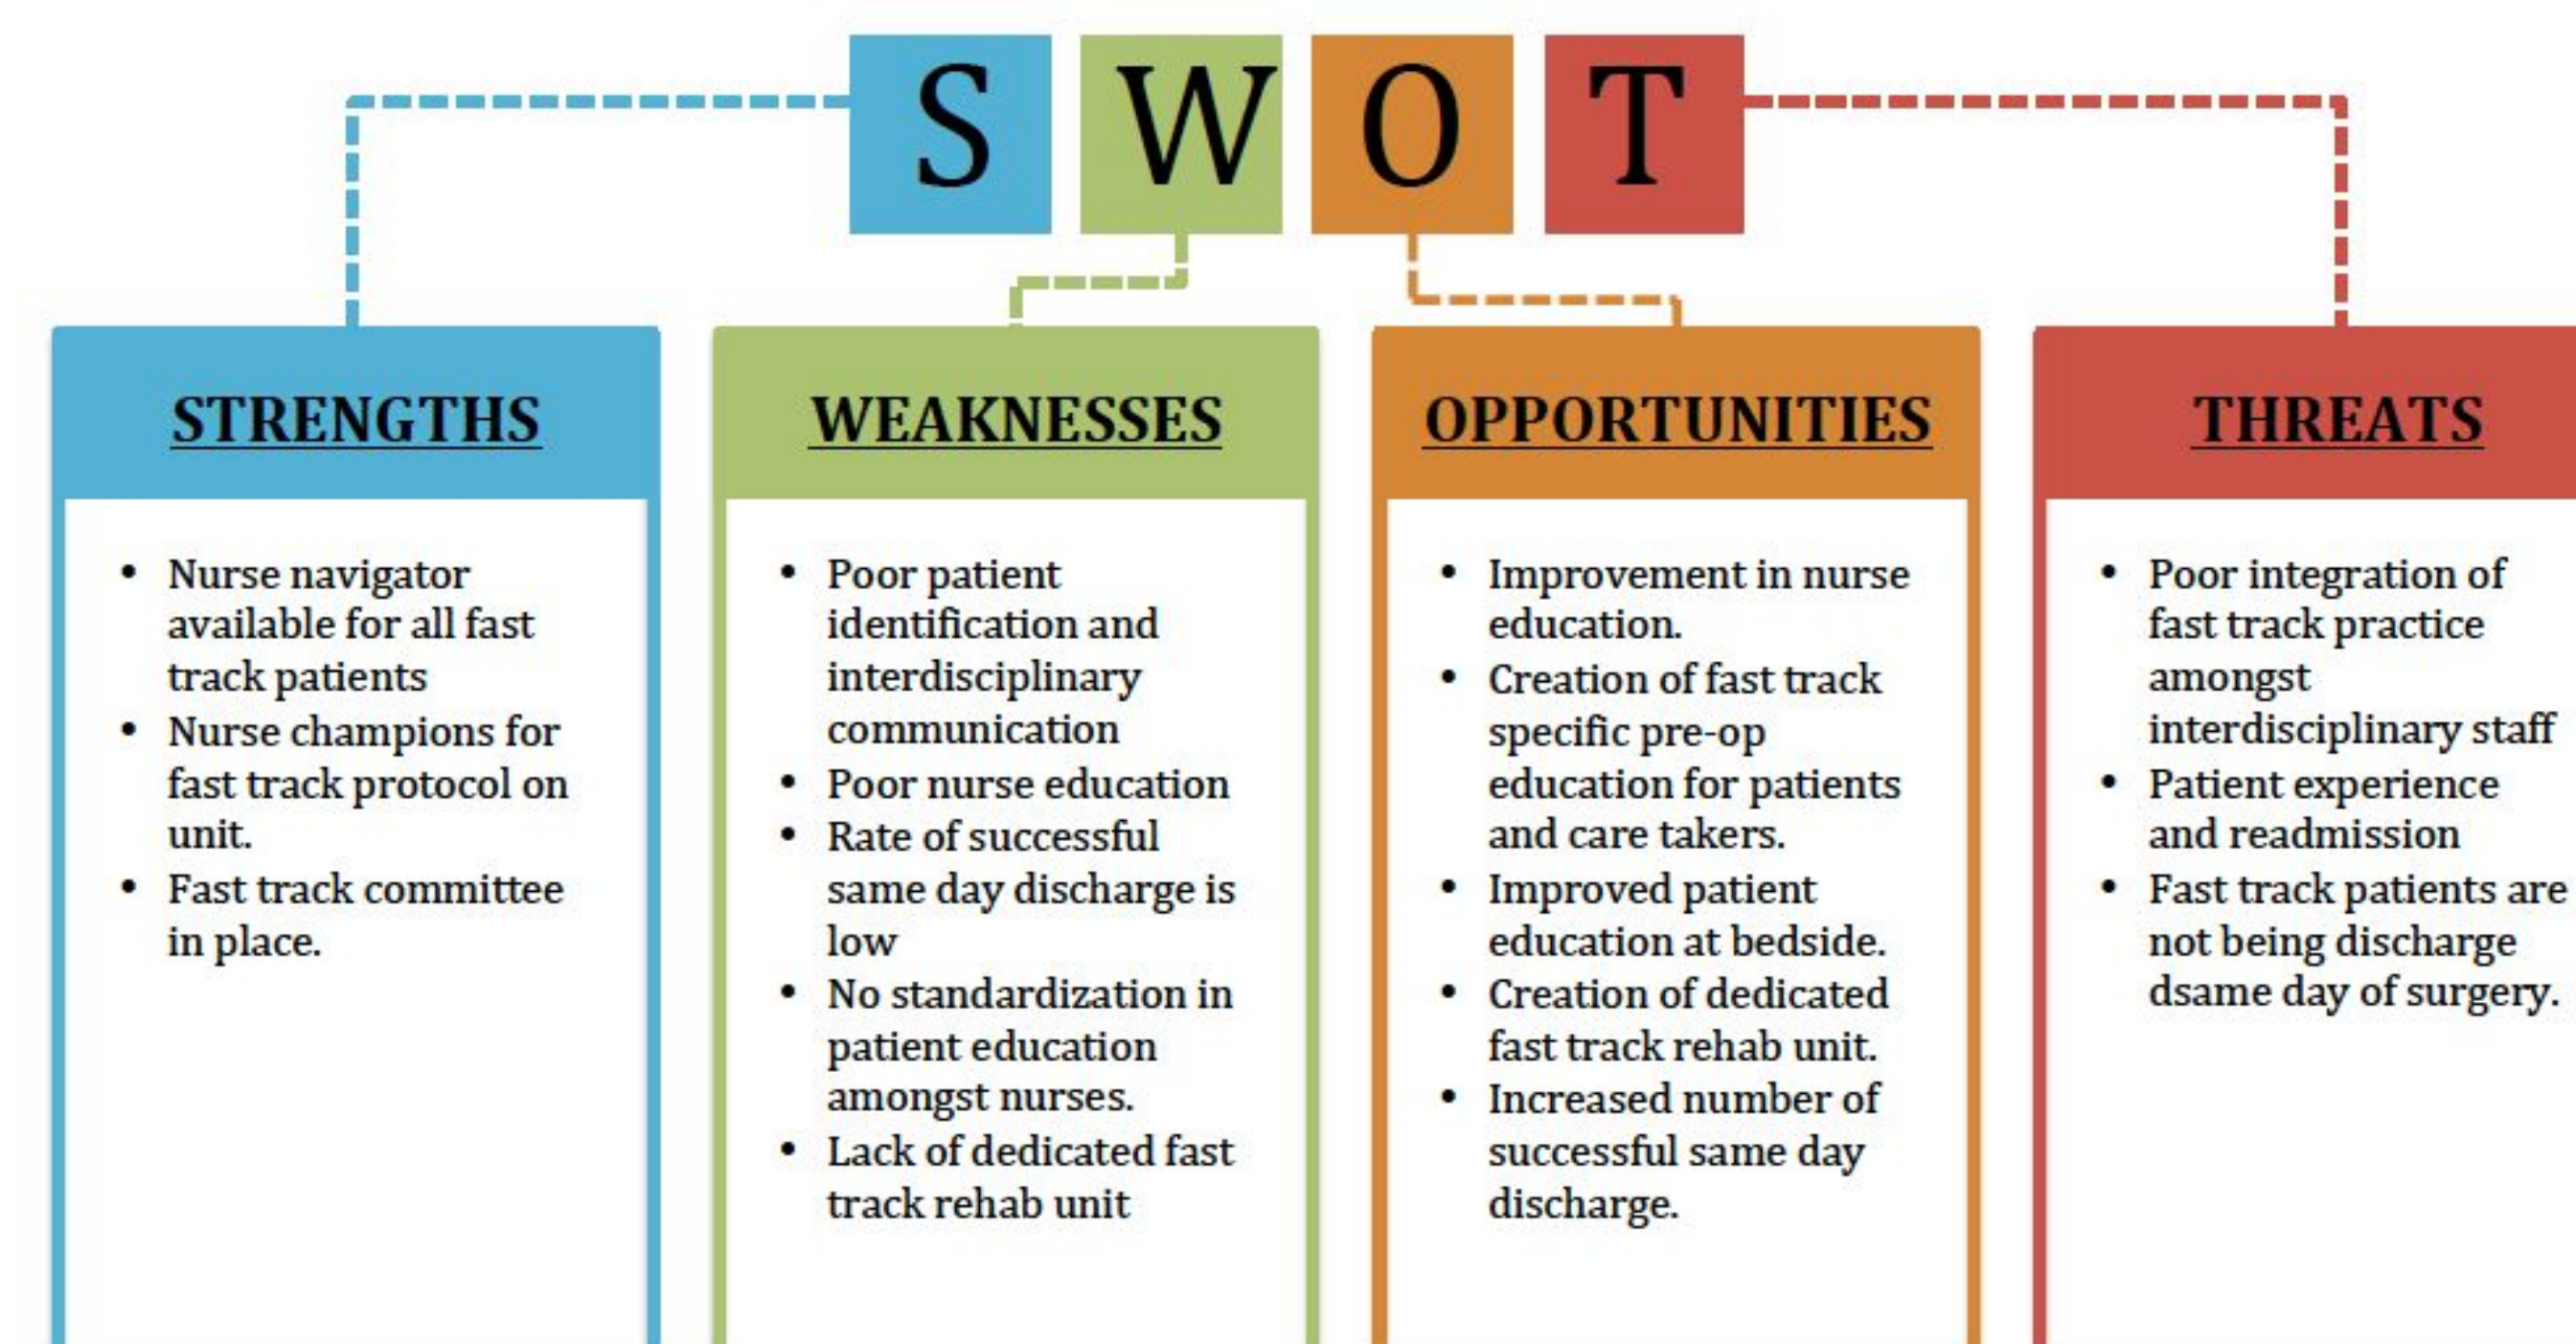 S W O T
STRENGTHS
• Nurse navigator
available for all fast
track patients
• Nurse champions for
fast track protocol on
unit.
• Fast track committee
in place.
WEAKNESSES
• Poor patient
identification and
interdisciplinary
communication
• Poor nurse education
• Rate of successful
same day discharge is
low
• No standardization in
patient education
amongst nurses.
• Lack of dedicated fast
track rehab unit
OPPORTUNITIES
• Improvement in nurse
education.
• Creation of fast track
specific pre-op
education for patients
and care takers.
• Improved patient
education at bedside.
• Creation of dedicated
fast track rehab unit.
• Increased number of
successful same day
discharge.
THREATS
• Poor integration of
fast track practice
amongst
interdisciplinary staff
• Patient experience
and readmission
• Fast track patients are
not being discharge
dsame day of surgery.